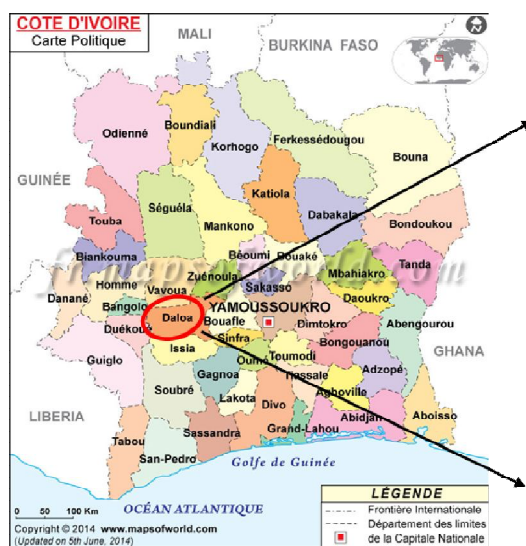 COTE D'IVOIRE
Carte Politique
MALI
BURKINA FASO
Odienné
Boundiali
Korhogo
Ferkessédougou
Bouna
GUINÉE
Séguéla
Katiola
Dabakala
Touba
Mankono
Bondoukou
Biankouma
Béoumi
Bouaké
Mbahiakro
Tanda
Zuénoula
Sakasso
Danané
Homme
Vavoua
Daoukro
Bangolo
YAMOUSSOUKRO
Daloa
Bouafle
Dimtokro
Abengourou
Duékoué
Sinfra
Bongouanou
Issia
Oumé
Toumodi
GHANA
Guiglo
Gagnoa
Adzopé
Soubré
Lakota
Divo
Agboville
Aboisso
LIBERIA
Tabou
Sassandra
Grand-Lahou
Abidjan
San-Pedro
Golfe de Guinée
OCÉAN ATLANTIQUE
0 50 100 Km
LÉGENDE
Frontière Internationale
Département des limites
de la Capitale Nationale
Copyright © 2014 www.mapsofworld.com
(Updated on 5th June, 2014)